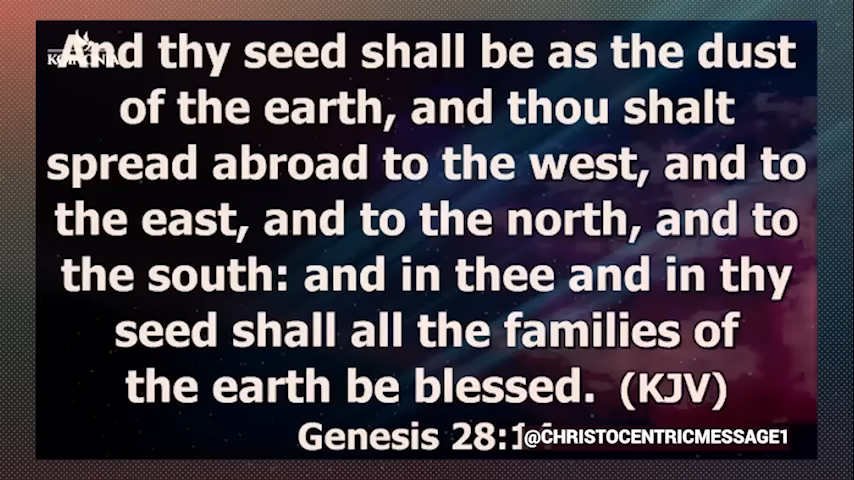 And thy seed shall be as the dust
of the earth, and thou shalt
spread abroad to the west, and to
the east, and to the north, and to
the south: and in thee and in thy
seed shall all the families of
the earth be blessed. (KJV)
Genesis 28:1
@CHRISTOCENTRICMESSAGE1